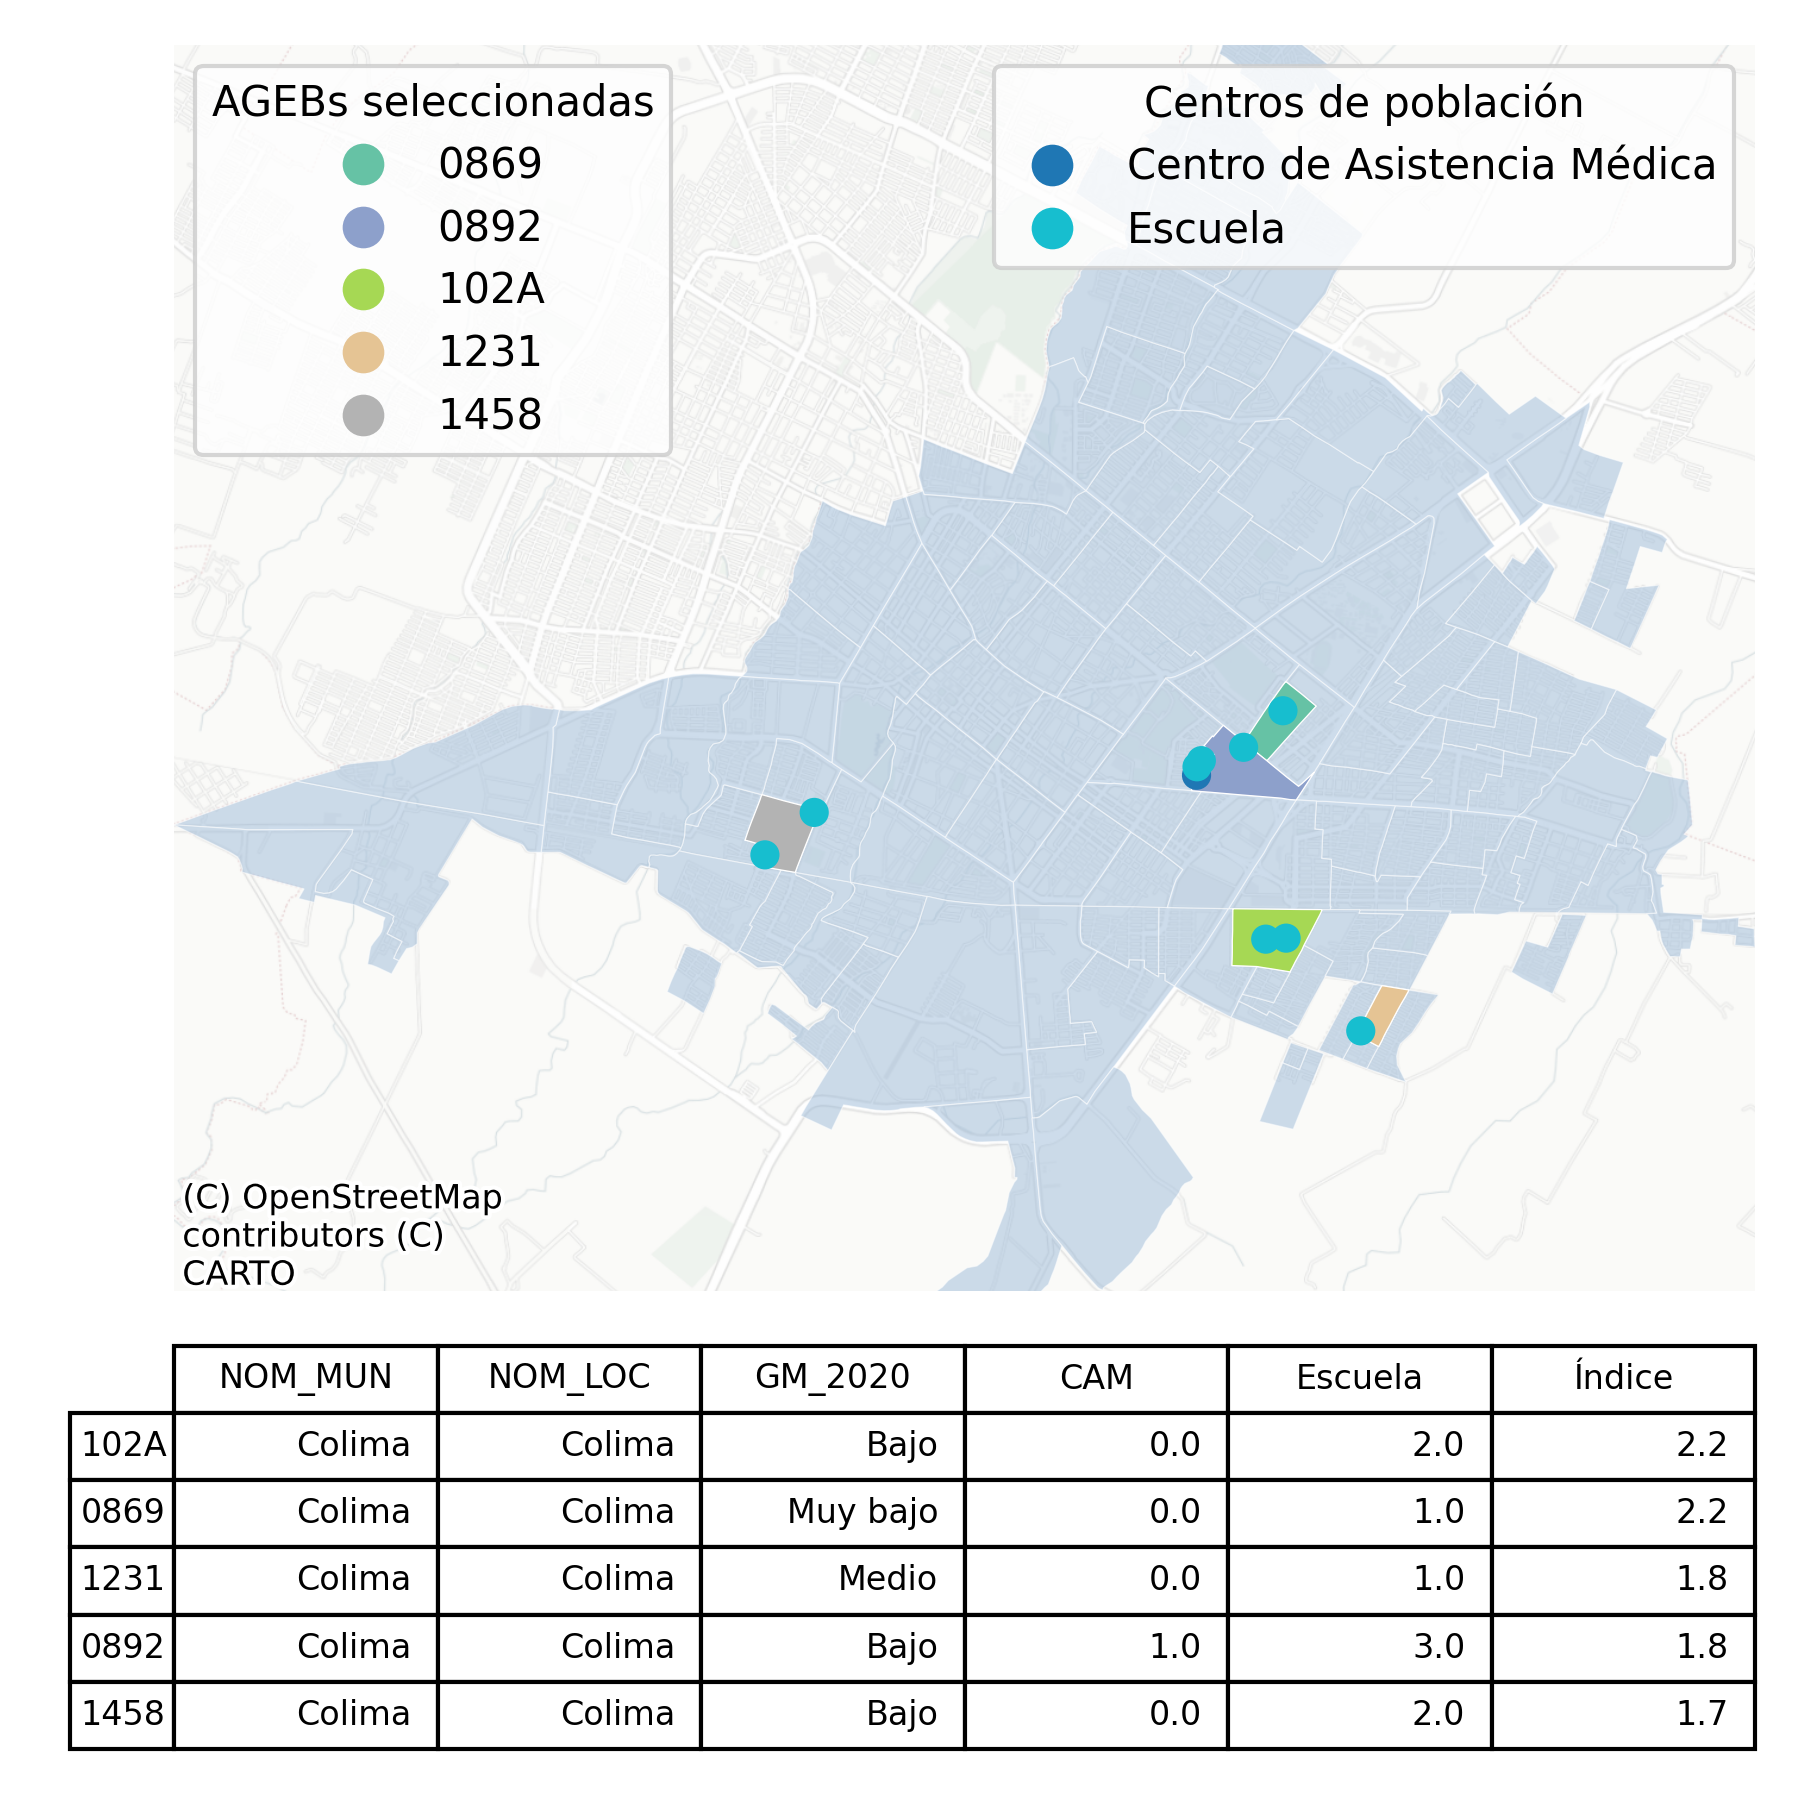 AGEBs seleccionadas
0869
0892
102A
1231
1458
Centros de población
Centro de Asistencia Médica
Escuela
(C) OpenStreetMap
contributors (C)
CARTO
NOM_MUN NOM_LOC GM_2020 CAM Escuela Índice
102A Colima Colima Bajo 0.0 2.0 2.2
0869 Colima Colima Muy bajo 0.0 1.0 2.2
1231 Colima Colima Medio 0.0 1.0 1.8
0892 Colima Colima Bajo 1.0 3.0 1.8
1458 Colima Colima Bajo 0.0 2.0 1.7